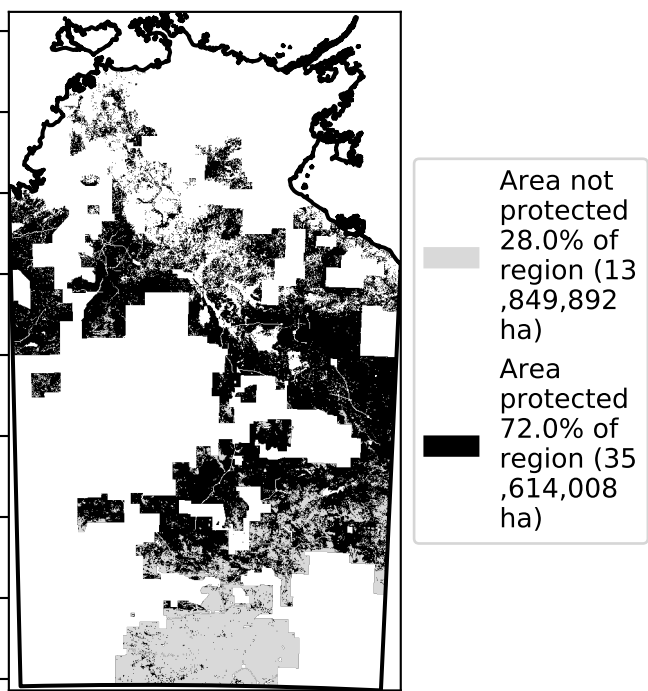 Area not
protected
28.0% of
region (13
,849,892
ha)
Area
protected
72.0% of
region (35
,614,008
ha)